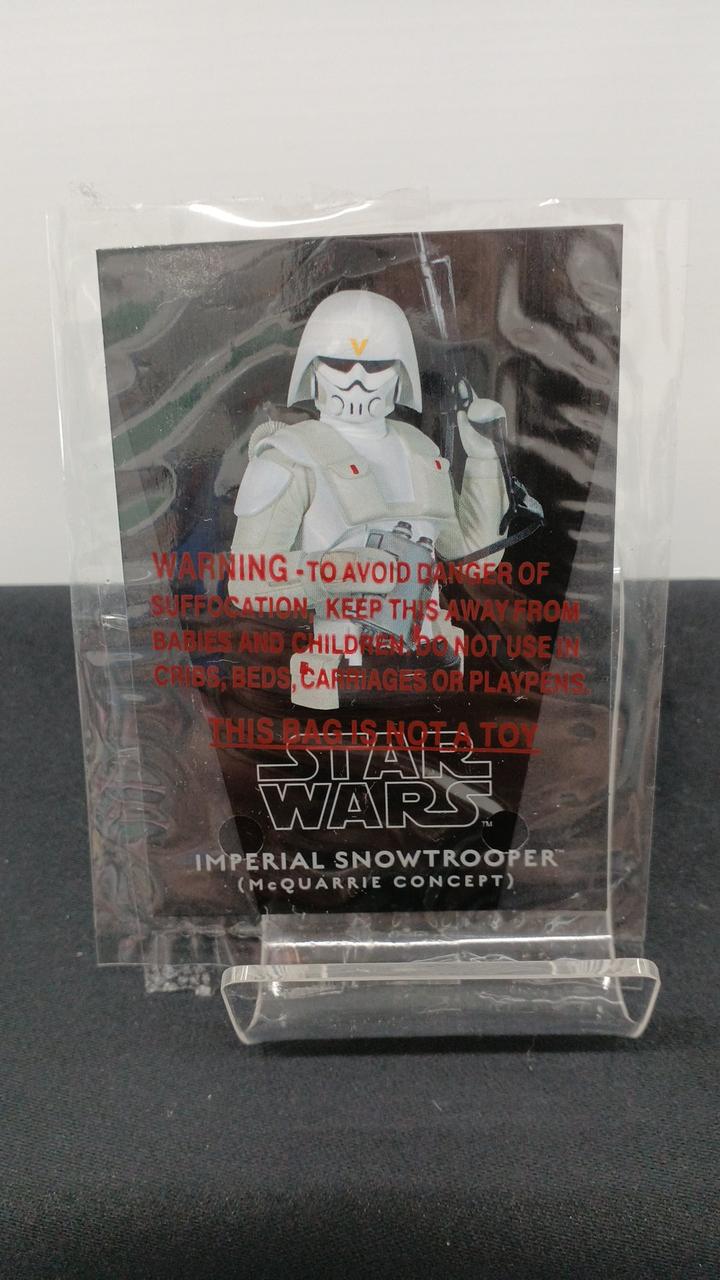 V
WARNING - TO AVOID DANGER OF
SUFFOCATION, KEEP THIS AWAY FROM
BABIES AND CHILDREN. DO NOT USE IN
CRIBS, BEDS, CARRIAGES OR PLAYPENS.
THIS BAG IS NOT A TOY
STAR
WARS™
IMPERIAL SNOWTROOPER™
(McQUARRIE CONCEPT)